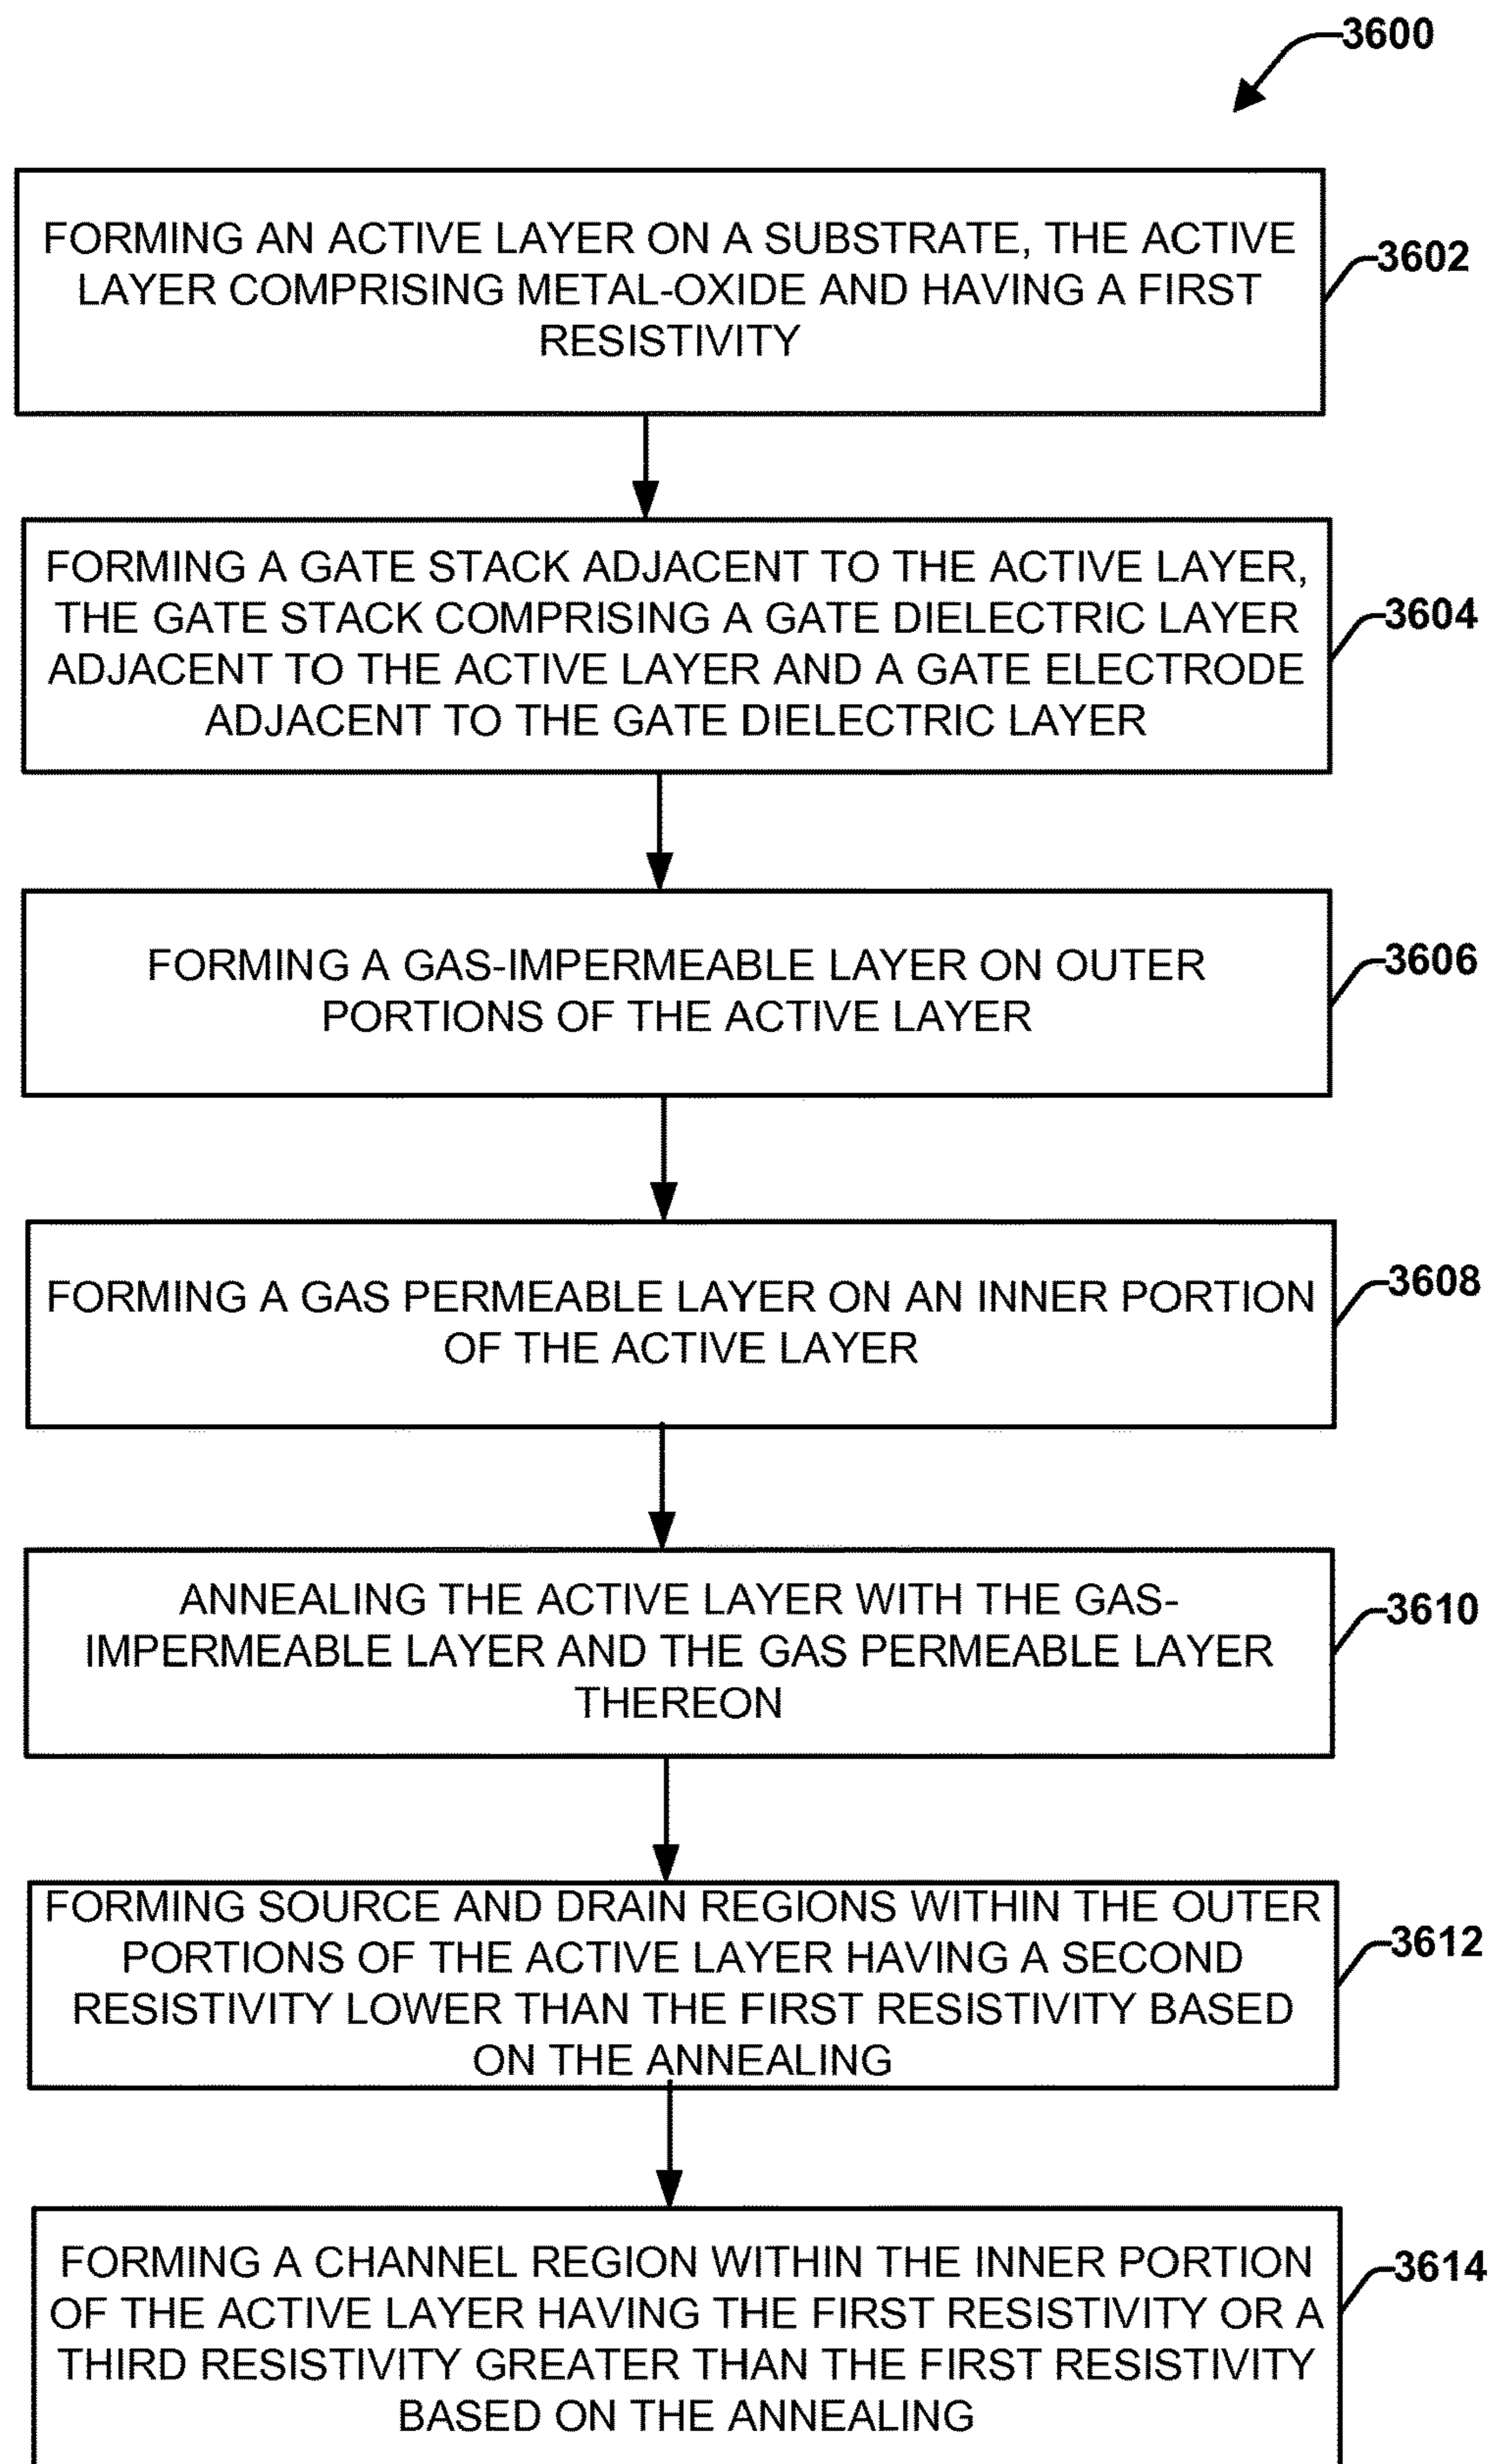 3600
FORMING AN ACTIVE LAYER ON A SUBSTRATE, THE ACTIVE
LAYER COMPRISING METAL-OXIDE AND HAVING A FIRST
RESISTIVITY
3602
FORMING A GATE STACK ADJACENT TO THE ACTIVE LAYER,
THE GATE STACK COMPRISING A GATE DIELECTRIC LAYER
ADJACENT TO THE ACTIVE LAYER AND A GATE ELECTRODE
ADJACENT TO THE GATE DIELECTRIC LAYER
3604
FORMING A GAS-IMPERMEABLE LAYER ON OUTER
PORTIONS OF THE ACTIVE LAYER
3606
FORMING A GAS PERMEABLE LAYER ON AN INNER PORTION
OF THE ACTIVE LAYER
3608
ANNEALING THE ACTIVE LAYER WITH THE GAS-
IMPERMEABLE LAYER AND THE GAS PERMEABLE LAYER
THEREON
3610
FORMING SOURCE AND DRAIN REGIONS WITHIN THE OUTER
PORTIONS OF THE ACTIVE LAYER HAVING A SECOND
RESISTIVITY LOWER THAN THE FIRST RESISTIVITY BASED
ON THE ANNEALING
3612
FORMING A CHANNEL REGION WITHIN THE INNER PORTION
OF THE ACTIVE LAYER HAVING THE FIRST RESISTIVITY OR A
THIRD RESISTIVITY GREATER THAN THE FIRST RESISTIVITY
BASED ON THE ANNEALING
3614